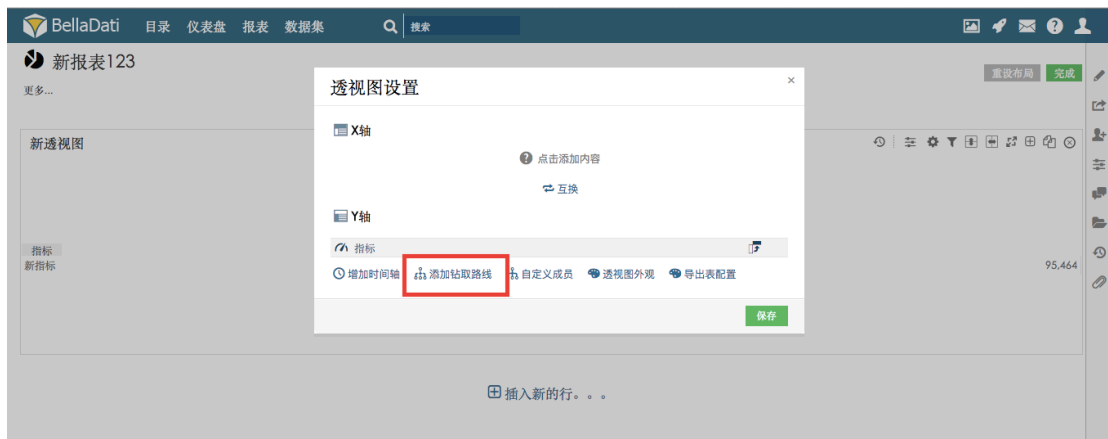 BellaDati 目录 仪表盘 报表 数据集 搜索
新报表123
重设布局 完成
更多...
透视图设置 ×
X轴
点击添加内容
互换
Y轴
指标
增加时间轴 添加钻取路线 自定义成员 透视图外观 导出表配置
保存
新透视图
指标
新指标 95,464
插入新的行。。。